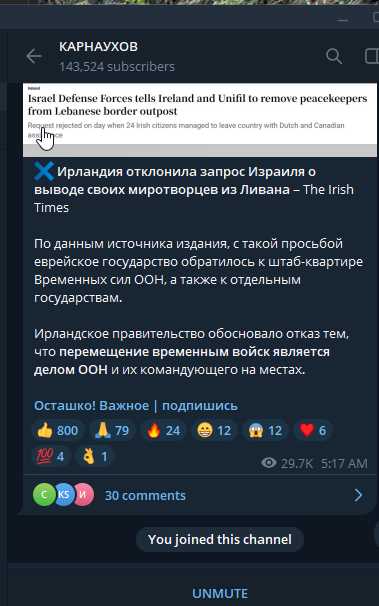 КАРНАУХОВ
143,524 subscribers
Ireland
Israel Defense Forces tells Ireland and Unifil to remove peacekeepers
from Lebanese border outpost
Request rejected on day when 24 Irish citizens managed to leave country with Dutch and Canadian
Ирландия отклонила запрос Израиля о
выводе своих миротворцев из Ливана – The Irish
Times
По данным источника издания, с такой просьбой
еврейское государство обратилось к штаб-квартире
Временных сил ООН, а также к отдельным
государствам.
Ирландское правительство обосновало отказ тем,
что перемещение временным войск является
делом ООН и их командующего на местах.
Осташко! Важное | подпишись
800 79 24 12 12 6
100 4 1 29.7K 5:17 AM
C KS И 30 comments
You joined this channel
UNMUTE